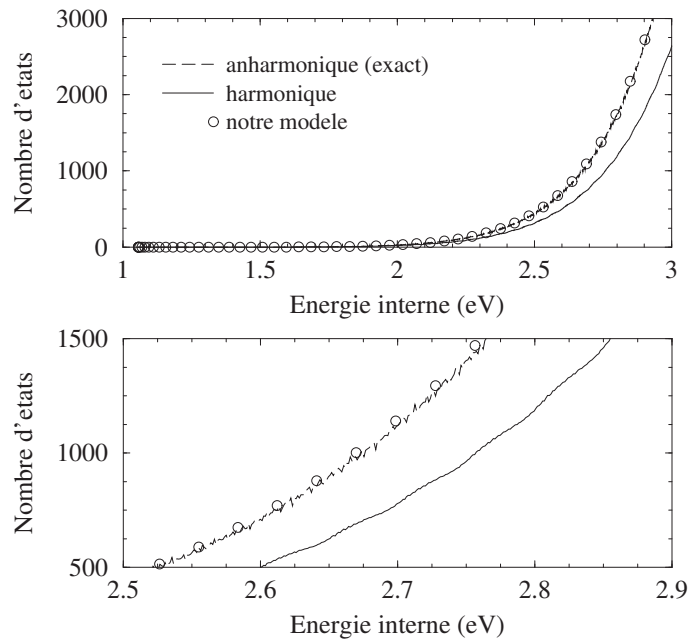 3000
2000
1000
0
Nombre d'etats
anharmonique (exact)
harmonique
notre modele
1 1.5 2 2.5 3
Energie interne (eV)
1500
1000
500
Nombre d'etats
2.5 2.6 2.7 2.8 2.9
Energie interne (eV)